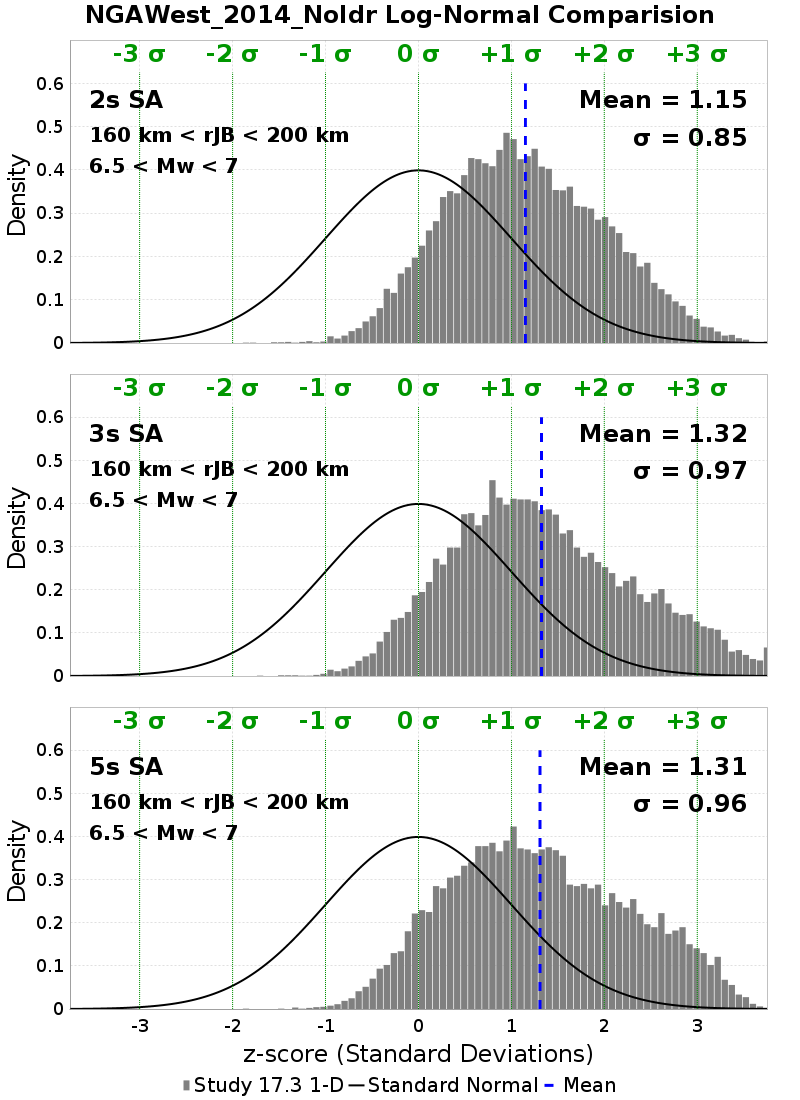 NGAWest_2014_NoIdr Log-Normal Comparision
-3 σ -2 σ -1 σ 0 σ +1 σ +2 σ +3 σ
0.6
2s SA
Mean = 1.15
0.5
160 km < rJB < 200 km
σ = 0.85
6.5 < Mw < 7
0.4
Density
0.3
0.2
0.1
0
-3 σ -2 σ -1 σ 0 σ +1 σ +2 σ +3 σ
0.6
3s SA
Mean = 1.32
0.5
160 km < rJB < 200 km
σ = 0.97
6.5 < Mw < 7
0.4
Density
0.3
0.2
0.1
0
-3 σ -2 σ -1 σ 0 σ +1 σ +2 σ +3 σ
0.6
5s SA
Mean = 1.31
0.5
160 km < rJB < 200 km
σ = 0.96
6.5 < Mw < 7
0.4
Density
0.3
0.2
0.1
0
-3 -2 -1 0 1 2 3
z-score (Standard Deviations)
Study 17.3 1-D Standard Normal Mean